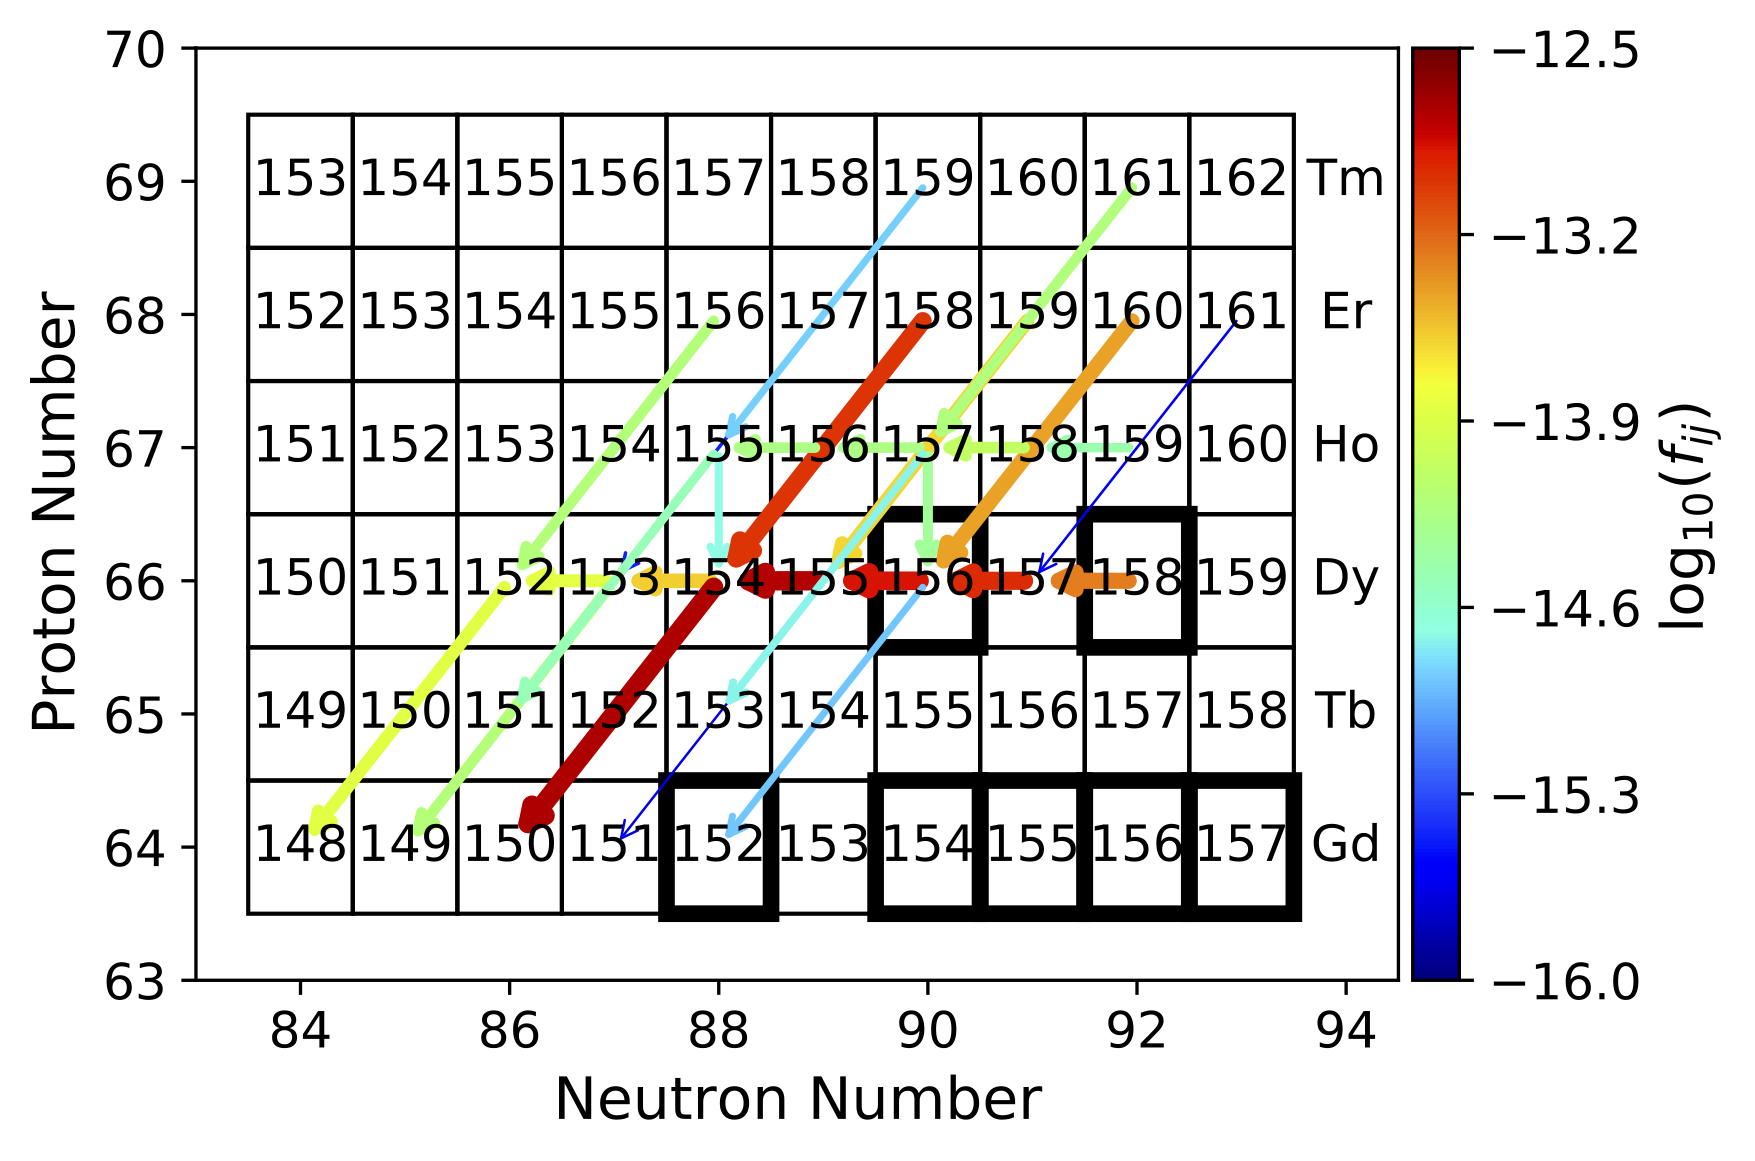 70
69
68
67
66
65
64
63
153 154 155 156 157 158 159 160 161 162 Tm
152 153 154 155 156 157 158 159 160 161 Er
151 152 153 154 155 156 157 158 159 160 Ho
150 151 152 153 154 155 156 157 158 159 Dy
149 150 151 152 153 154 155 156 157 158 Tb
148 149 150 151 152 153 154 155 156 157 Gd
84 86 88 90 92 94
Neutron Number
Proton Number
−12.5
−13.2
−13.9
−14.6
−15.3
−16.0
log₁₀(fᵢⱼ)